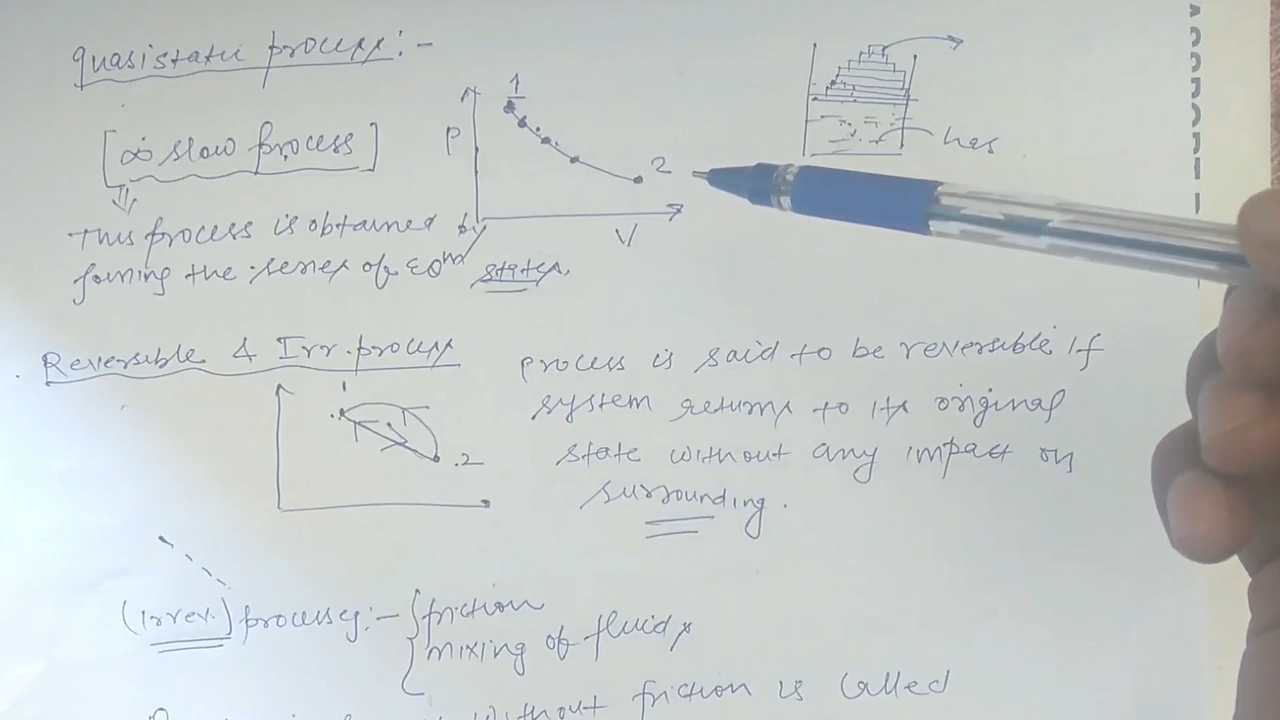 quasistatic process:-
1
P
2
V
Gas
[∞ slow process]
This process is obtained by
forming the series of EQm states.
Reversible & Irr.process
1
2
process is said to be reversible if
system returns to its original
state without any impact on
surrounding.
(Irrev.) processes:- {friction
mixing of fluids
without friction is called